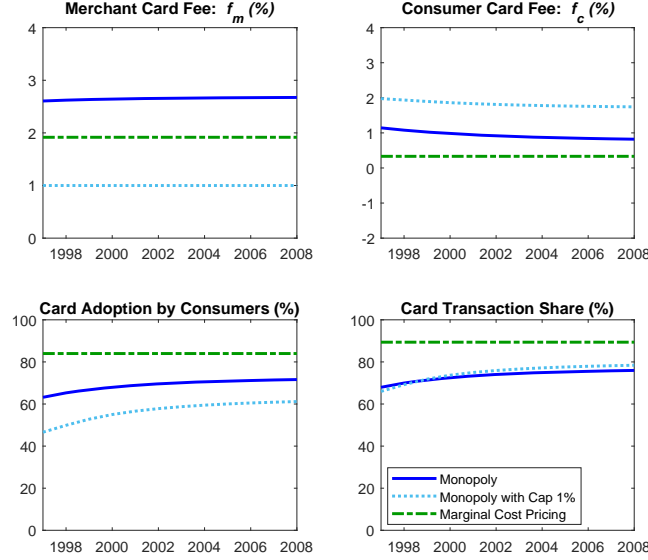 Merchant Card Fee: f_m (%)
4
3
2
1
0
1998 2000 2002 2004 2006 2008
Consumer Card Fee: f_c (%)
4
3
2
1
0
-1
-2
1998 2000 2002 2004 2006 2008
Card Adoption by Consumers (%)
100
80
60
40
20
0
1998 2000 2002 2004 2006 2008
Card Transaction Share (%)
100
80
60
40
20
0
Monopoly
Monopoly with Cap 1%
Marginal Cost Pricing
1998 2000 2002 2004 2006 2008